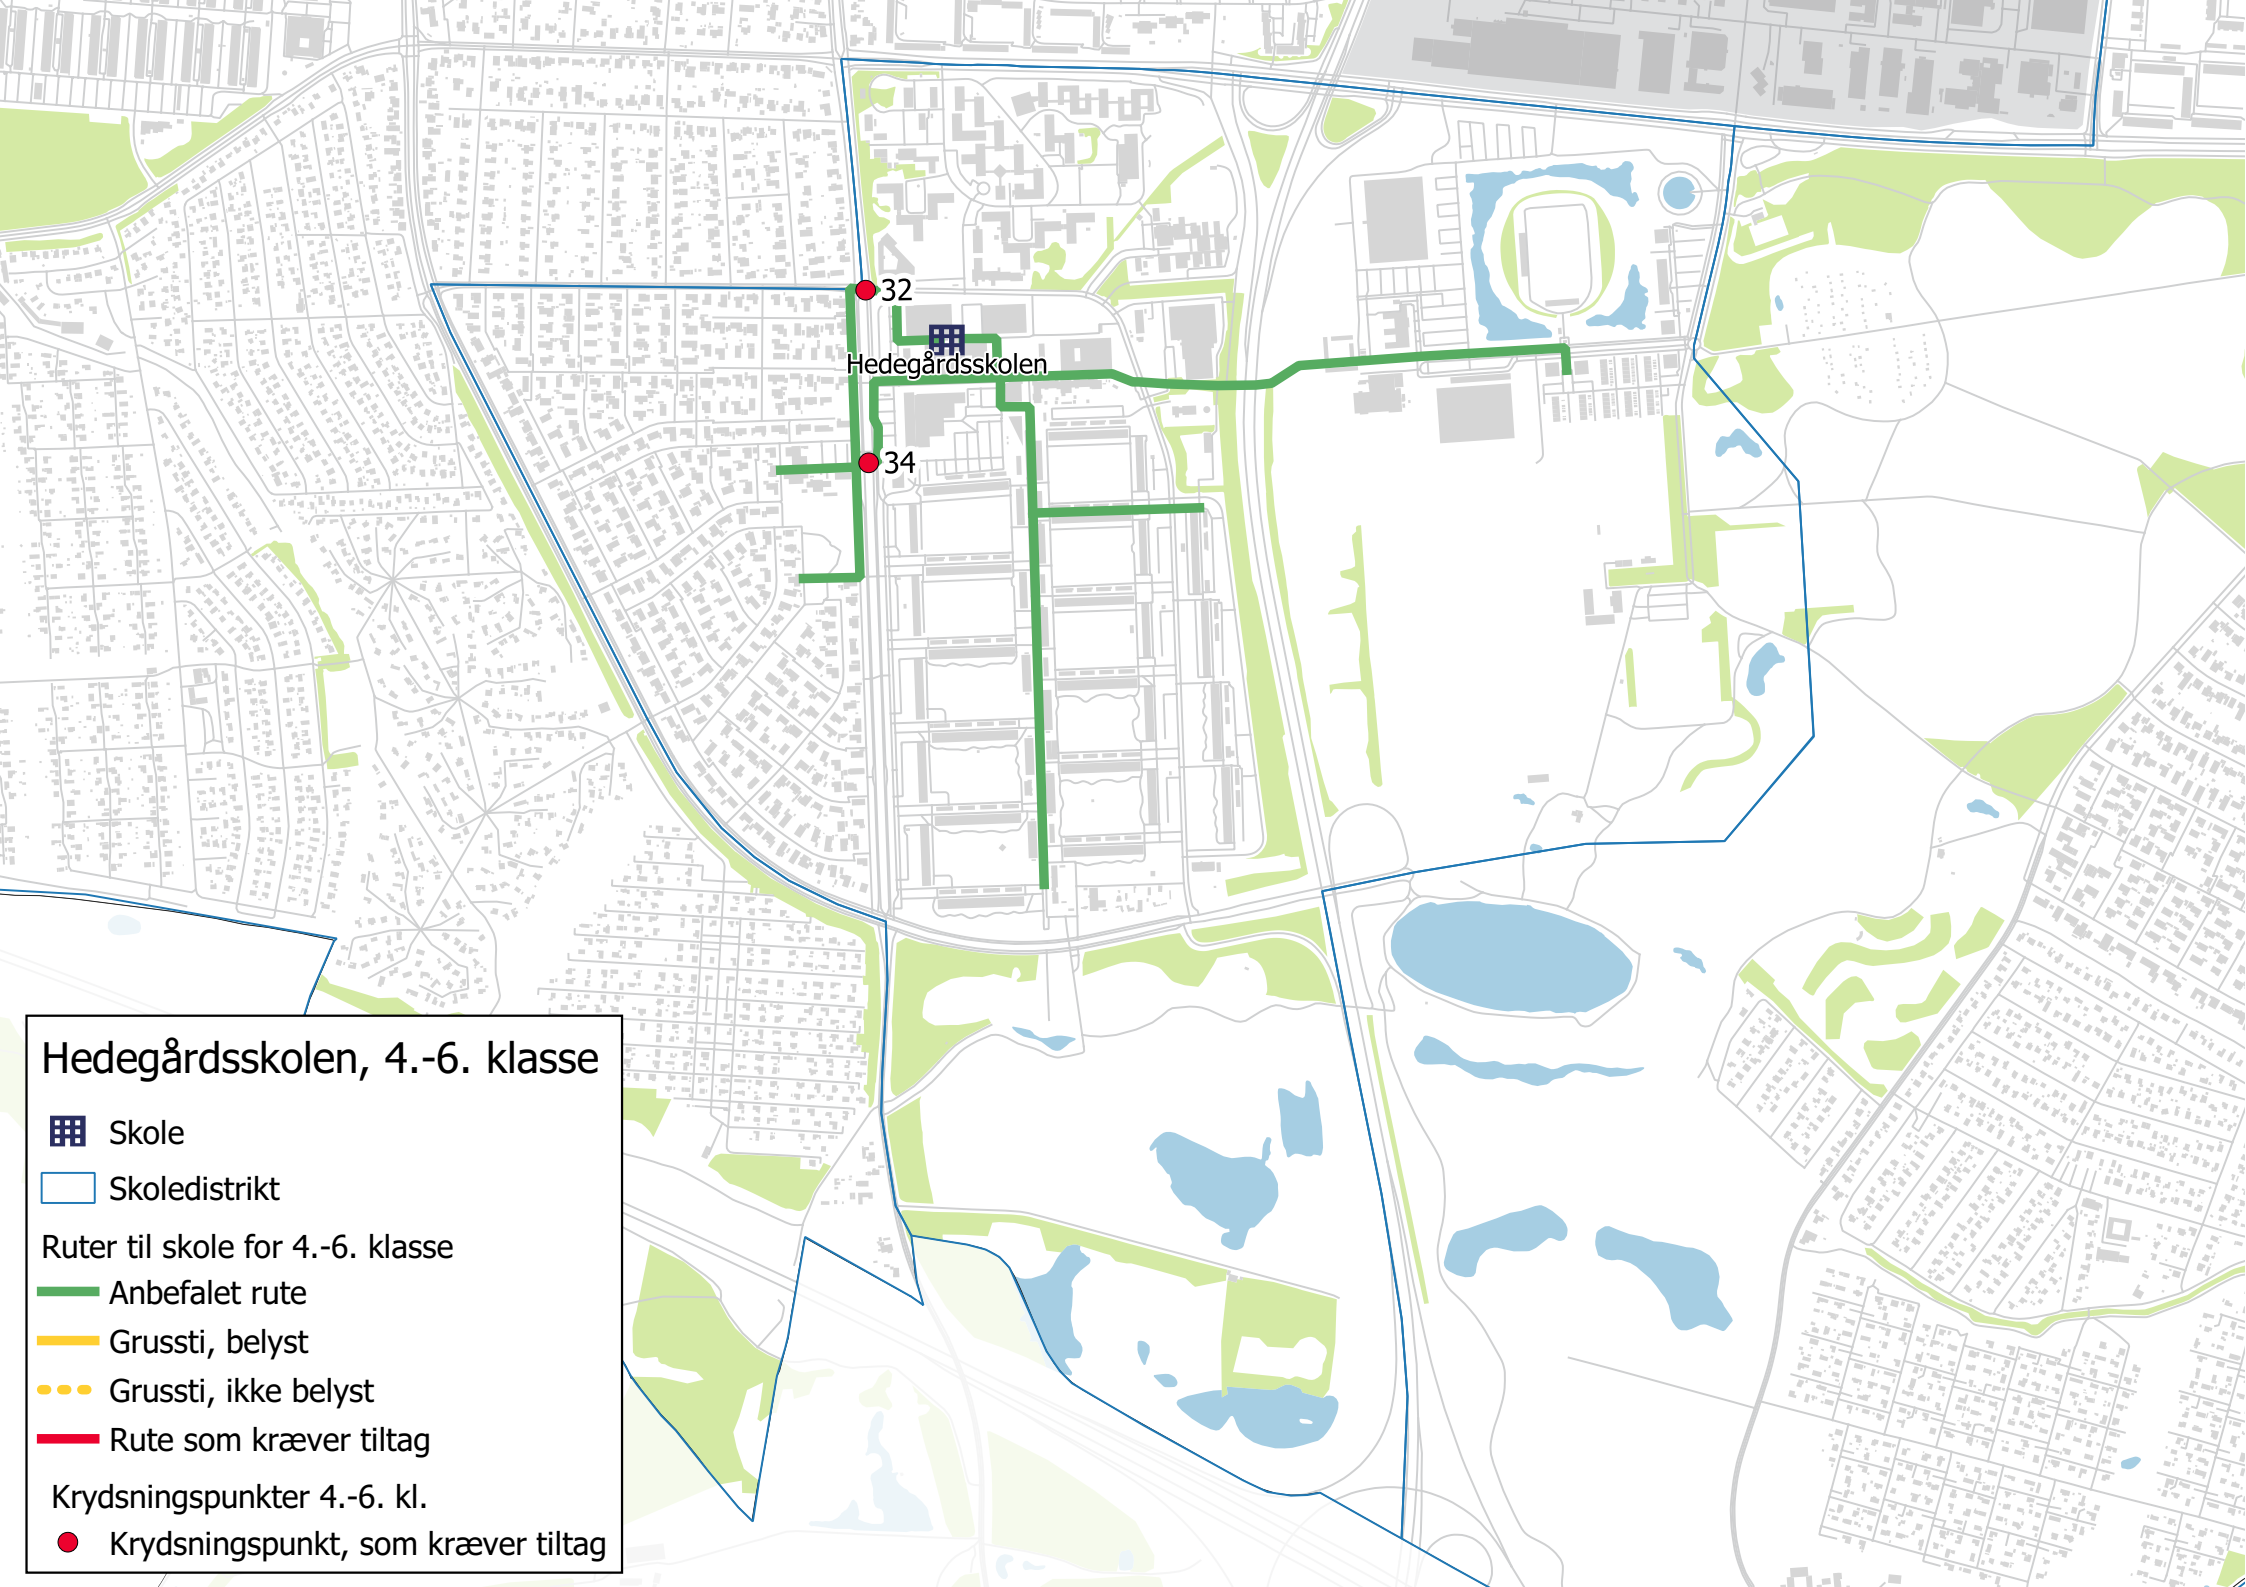 32
Hedegårdsskolen
34
Hedegårdsskolen, 4.-6. klasse
Skole
Skoledistrikt
Ruter til skole for 4.-6. klasse
Anbefalet rute
Grussti, belyst
Grussti, ikke belyst
Rute som kræver tiltag
Krydsningspunkter 4.-6. kl.
Krydsningspunkt, som kræver tiltag